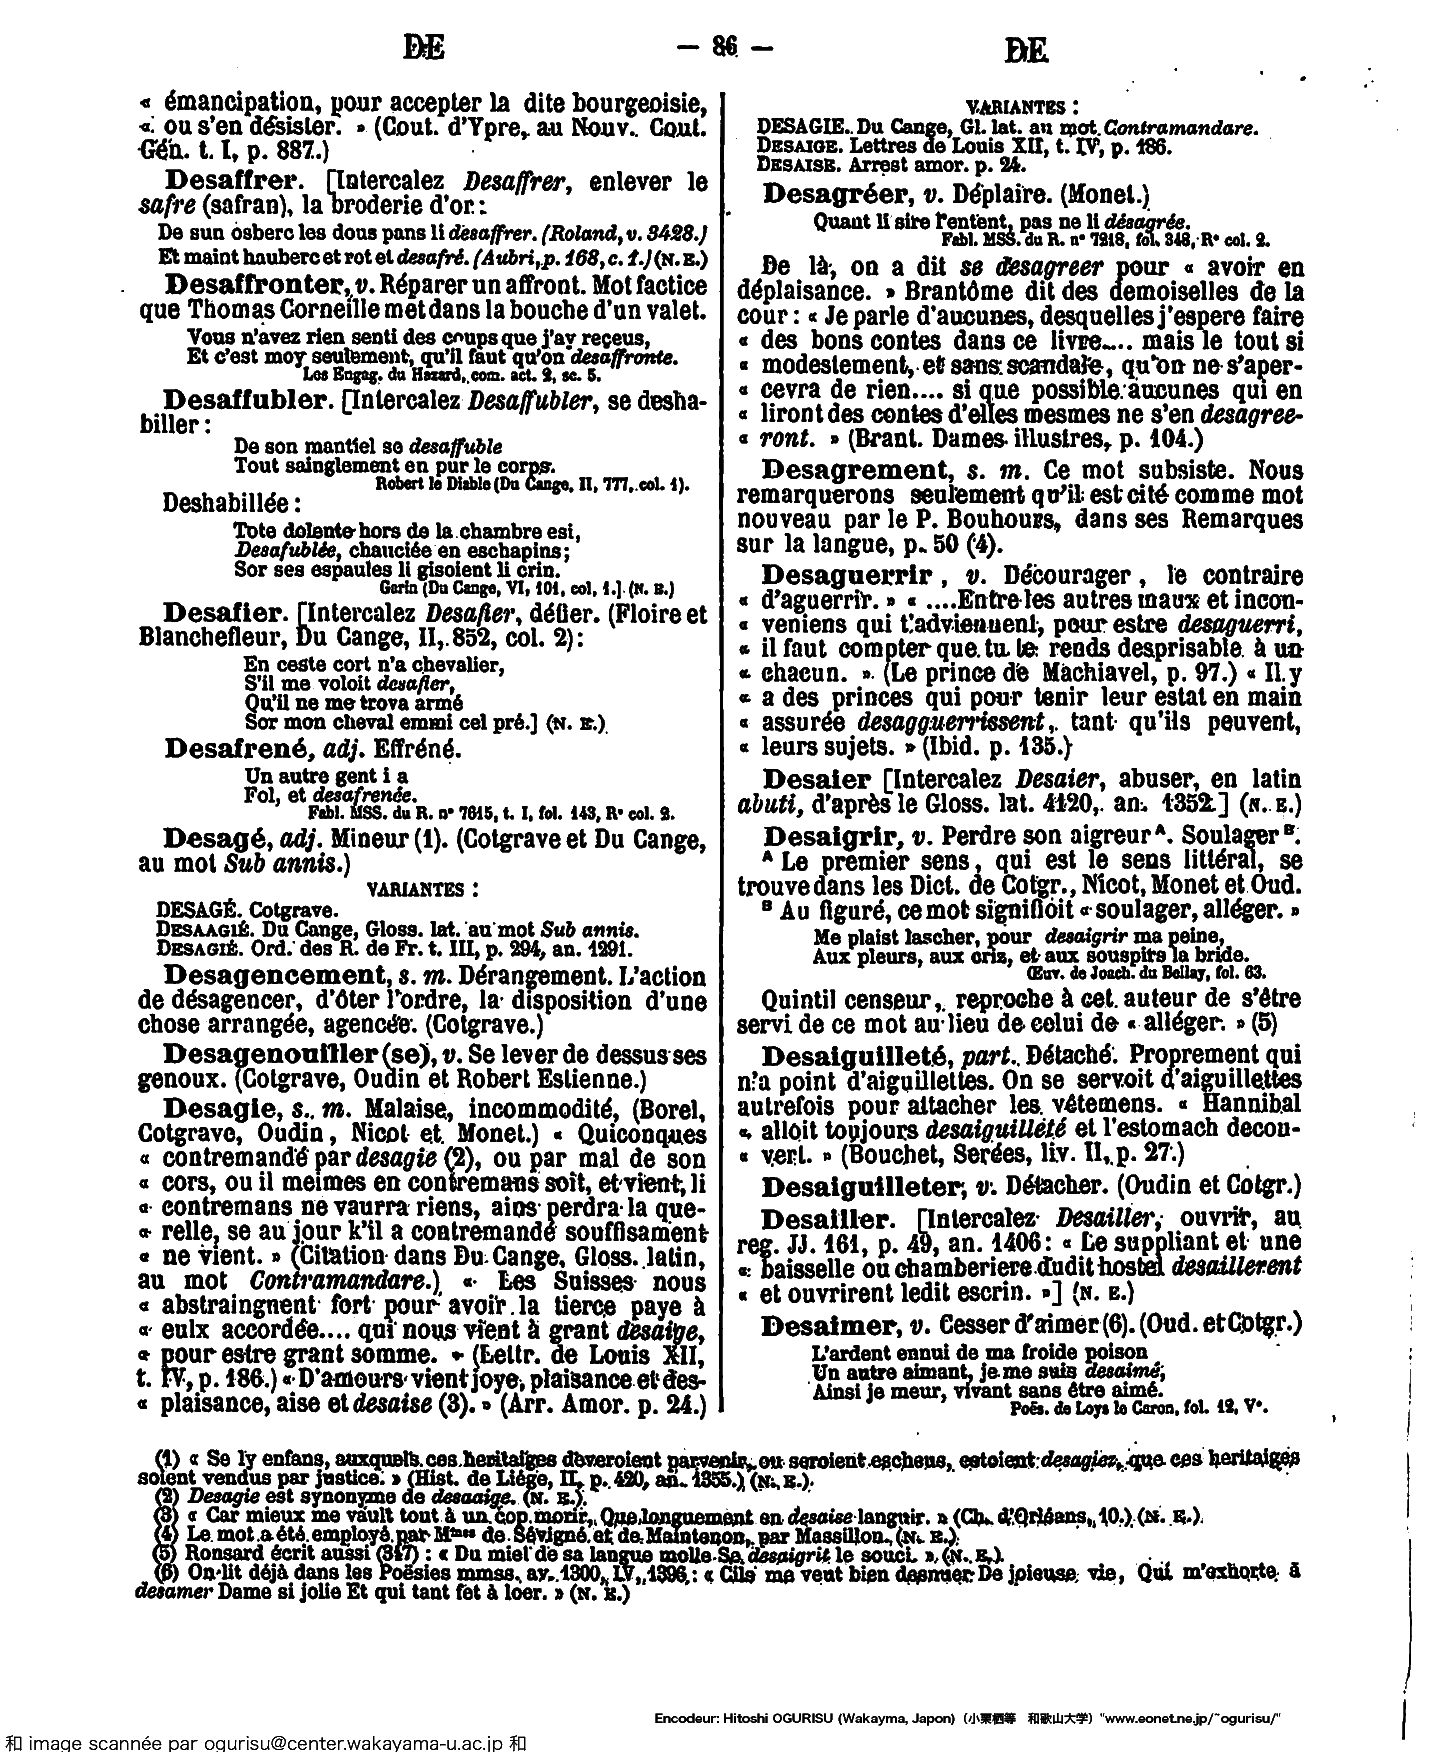 DE
— 86 —
DE
« émancipation, pour accepter la dite bourgeoisie,
« ou s'en désister. » (Cout. d'Ypre, au Nouv. Cout.
Gén. t. I, p. 887.)
Desaffrer. [Intercalez Desaffrer, enlever le
safre (safran), la broderie d'or :
De sun osberc les dous pans li desaffrer. (Roland, v. 3428.)
Et maint hauberc et rot et desafré. (Aubri, p. 168, c. 1.] (N. E.)
Desaffronter, v. Réparer un affront. Mot factice
que Thomas Corneille met dans la bouche d'un valet.
Vous n'avez rien senti des coups que j'ay reçeus,
Et c'est moy seulement, qu'il faut qu'on desaffronte.
Les Engag. du Hazard, com. act. 2, sc. 5.
Desaffubler. [Intercalez Desaffubler, se desha-
biller :
De son mantiel se desaffuble
Tout sainglement en pur le corps.
Robert le Diable (Du Cange, II, 777, col. 1).
Deshabillée :
Tote dolente hors de la chambre est,
Desafublée, chauciée en eschapins ;
Sor ses espaules li gisoient li crin.
Garin (Du Cange, VI, 101, col, 1.] (N. E.)
Desafier. [Intercalez Desafier, défier. (Floire et
Blanchefleur, Du Cange, II, 852, col. 2) :
En ceste cort n'a chevalier,
S'il me voloit desafier,
Qu'il ne me trova armé
Sor mon cheval emmi cel pré.] (N. E.)
Desafrené, adj. Effréné.
Un autre gent i a
Fol, et desafrenée.
Fabl. MSS. du R. nº 7615, t. I, fol. 143, Rº col. 2.
Desagé, adj. Mineur (1). (Cotgrave et Du Cange,
au mot Sub annis.)
VARIANTES :
DESAGÉ. Cotgrave.
DESAAGIÉ. Du Cange, Gloss. lat. au mot Sub annis.
DESAGIÉ. Ord. des R. de Fr. t. III, p. 294, an. 1291.
Desagencement, s. m. Dérangement. L'action
de désagencer, d'ôter l'ordre, la disposition d'une
chose arrangée, agencée. (Cotgrave.)
Desagenouiller (se), v. Se lever de dessus ses
genoux. (Cotgrave, Oudin et Robert Estienne.)
Desagie, s. m. Malaise, incommodité, (Borel,
Cotgrave, Oudin, Nicot et Monet.) « Quiconques
« contremandé par desagie (2), ou par mal de son
« cors, ou il meimes en contremans soit, et vient, li
« contremans ne vaurra riens, ains perdra la que-
« relle, se au jour k'il a contremandé souffisament
« ne vient. » (Citation dans Du Cange, Gloss. latin,
au mot Contramandare.) « Les Suisses nous
« abstraingnent fort pour avoir la tierce paye à
« eulx accordée.... qui nous vient à grant desaige,
« pour estre grant somme. » (Lettr. de Louis XII,
t. IV, p. 186.) « D'amours vient joye, plaisance et des-
« plaisance, aise et desaise (3). » (Arr. Amor. p. 24.)
VARIANTES :
DESAGIE. Du Cange, Gl. lat. au mot Contramandare.
DESAIGE. Lettres de Louis XII, t. IV, p. 186.
DESAISE. Arrest amor. p. 24.
Desagréer, v. Déplaire. (Monet.)
Quant li sire l'entent, pas ne li désagrée.
Fabl. MSS. du R. nº 7218, fol. 348, Rº col. 2.
De là, on a dit se desagreer pour « avoir en
déplaisance. » Brantôme dit des demoiselles de la
cour : « Je parle d'aucunes, desquelles j'espere faire
« des bons contes dans ce livre.... mais le tout si
« modestement, et sans scandale, qu'on ne s'aper-
« cevra de rien.... si que possible aucunes qui en
« liront des contes d'elles mesmes ne s'en desagree-
« ront. » (Brant. Dames illustres, p. 104.)
Desagrement, s. m. Ce mot subsiste. Nous
remarquerons seulement qu'il est cité comme mot
nouveau par le P. Bouhours, dans ses Remarques
sur la langue, p. 50 (4).
Desaguerrir, v. Décourager, le contraire
« d'aguerrir. » « ....Entre les autres maux et incon-
« veniens qui t'adviennent, pour estre desaguerri,
« il faut compter que tu te rends desprisable à un
« chacun. » (Le prince de Machiavel, p. 97.) « Il y
« a des princes qui pour tenir leur estat en main
« assurée desagguerrissent, tant qu'ils peuvent,
« leurs sujets. » (Ibid. p. 135.)
Desaier [Intercalez Desaier, abuser, en latin
abuti, d'après le Gloss. lat. 4120, an. 1352.] (N. E.)
Desaigrir, v. Perdre son aigreur A. Soulager B.
A Le premier sens, qui est le sens littéral, se
trouve dans les Dict. de Cotgr., Nicot, Monet et Oud.
B Au figuré, ce mot signifioit « soulager, alléger. »
Me plaist lascher, pour desaigrir ma peine,
Aux pleurs, aux cris, et aux souspirs la bride.
Œuv. de Joach. du Bellay, fol. 63.
Quintil censeur, reproche à cet auteur de s'être
servi de ce mot au lieu de celui de « alléger. » (5)
Desaiguilleté, part. Détaché. Proprement qui
n'a point d'aiguillettes. On se servoit d'aiguillettes
autrefois pour attacher les vêtemens. « Hannibal
« alloit toujours desaiguilleté et l'estomach decou-
« vert. » (Bouchet, Serées, liv. II, p. 27.)
Desaiguilleter, v. Détacher. (Oudin et Cotgr.)
Desailler. [Intercalez Desailler, ouvrir, au
reg. JJ. 161, p. 49, an. 1406 : « Le suppliant et une
« baisselle ou chamberiere dudit hostel desaillerent
« et ouvrirent ledit escrin. »] (N. E.)
Desaimer, v. Cesser d'aimer (6). (Oud. et Cotgr.)
L'ardent ennui de ma froide poison
Un autre aimant, je me suis desaimé,
Ainsi je meur, vivant sans être aimé.
Poës. de Loys le Caron, fol. 12, Vº.
(1) « Se ly enfans, auxquels ces heritaiges deveroient parvenir, ou seroient escheus, estoient desagiez, que ces heritaiges
soient vendus par justice. » (Hist. de Liége, II, p. 420, an. 1355.) (N. E.)
(2) Desagie est synonyme de desaaige. (N. E.)
(3) « Car mieux me vault tout à un cop morir, Que longuement en desaise languir. » (Ch. d'Orléans, 10.) (N. E.)
(4) Le mot a été employé par Mmes de Sévigné et de Maintenon, par Massillon. (N. E.)
(5) Ronsard écrit aussi (347) : « Du miel de sa langue molle Se desaigrit le souci. » (N. E.)
(6) On lit déjà dans les Poësies mmss. av. 1300, IV, 1396 : « Cils me veut bien desnuer De joieuse vie, Qui m'exhorte à
desamer Dame si jolie Et qui tant fet à loer. » (N. E.)
Encodeur: Hitoshi OGURISU (Wakayma, Japon) (小栗栖等 和歌山大学) "www.eonet.ne.jp/~ogurisu/"
和 image scannée par ogurisu@center.wakayama-u.ac.jp 和